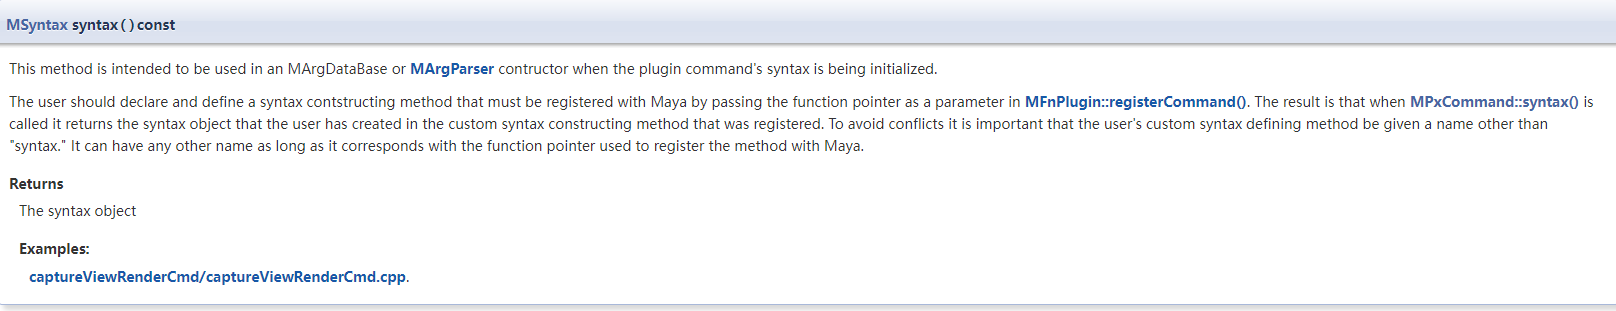 MSyntax syntax ( ) const
This method is intended to be used in an MArgDataBase or MArgParser contructor when the plugin command's syntax is being initialized.
The user should declare and define a syntax contstructing method that must be registered with Maya by passing the function pointer as a parameter in MFnPlugin::registerCommand(). The result is that when MPxCommand::syntax() is
called it returns the syntax object that the user has created in the custom syntax constructing method that was registered. To avoid conflicts it is important that the user's custom syntax defining method be given a name other than
"syntax." It can have any other name as long as it corresponds with the function pointer used to register the method with Maya.
Returns
The syntax object
Examples:
captureViewRenderCmd/captureViewRenderCmd.cpp.